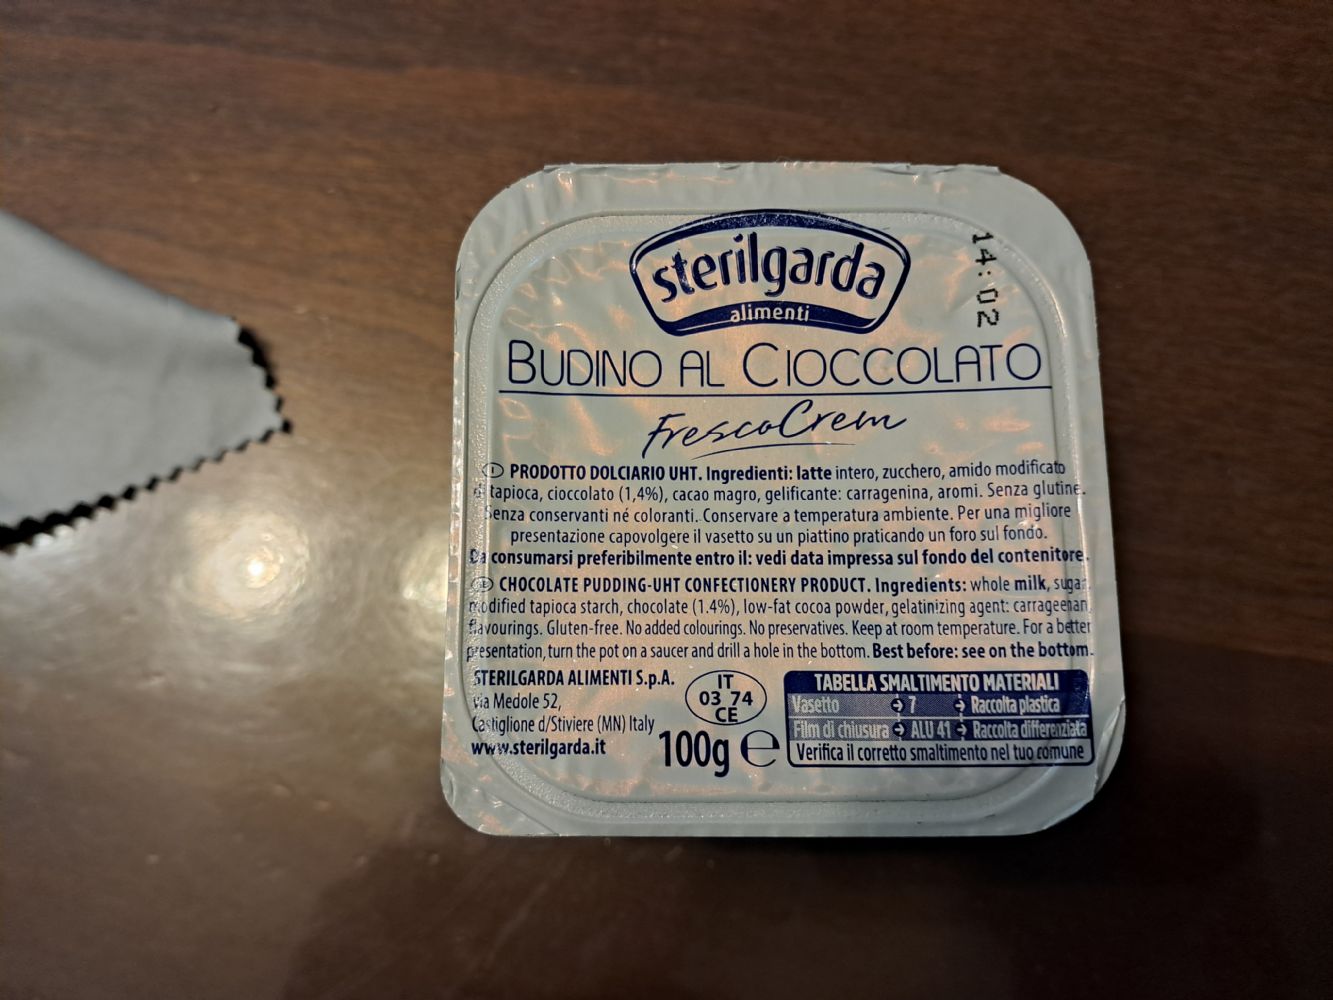 sterilgarda
alimenti
14:02
BUDINO AL CIOCCOLATO
FrescoCrem
I PRODOTTO DOLCIARIO UHT. Ingredienti: latte intero, zucchero, amido modificato
di tapioca, cioccolato (1,4%), cacao magro, gelificante: carragenina, aromi. Senza glutine.
Senza conservanti né coloranti. Conservare a temperatura ambiente. Per una migliore
presentazione capovolgere il vasetto su un piattino praticando un foro sul fondo.
Da consumarsi preferibilmente entro il: vedi data impressa sul fondo del contenitore.
CHOCOLATE PUDDING-UHT CONFECTIONERY PRODUCT. Ingredients: whole milk, sugar
modified tapioca starch, chocolate (1.4%), low-fat cocoa powder, gelatinizing agent: carrageenan
flavourings. Gluten-free. No added colourings. No preservatives. Keep at room temperature. For a better
presentation, turn the pot on a saucer and drill a hole in the bottom. Best before: see on the bottom.
STERILGARDA ALIMENTI S.p.A.
via Medole 52,
Castiglione d/Stiviere (MN) Italy
www.sterilgarda.it
IT
03 74
CE
100g e
TABELLA SMALTIMENTO MATERIALI
Vasetto → 7 → Raccolta plastica
Film di chiusura → ALU 41 → Raccolta differenziata
Verifica il corretto smaltimento nel tuo comune